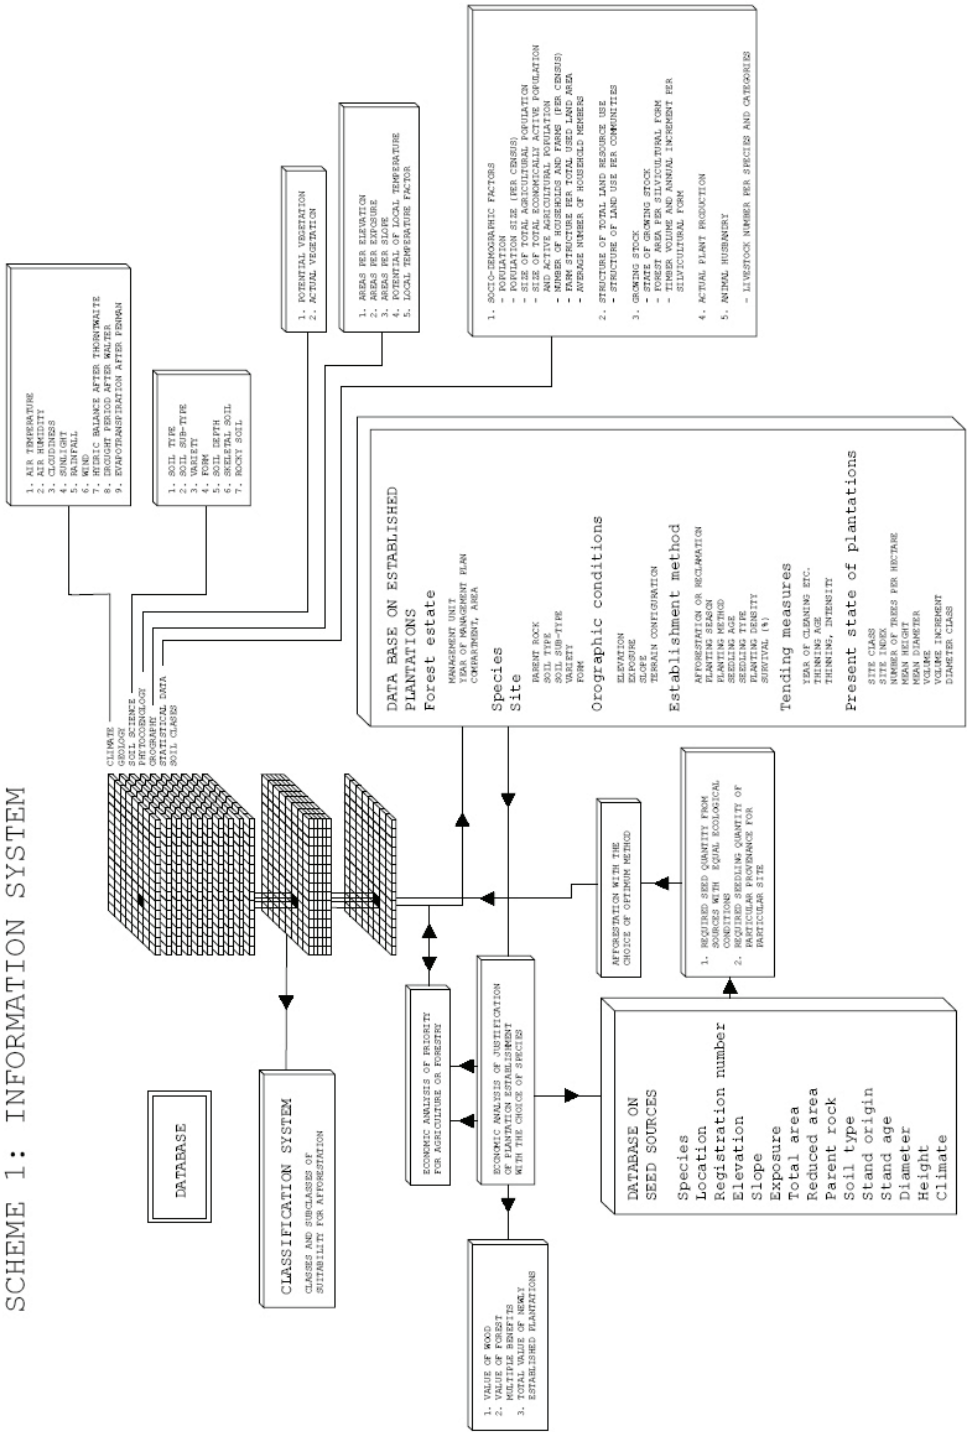 SCHEME 1: INFORMATION SYSTEM
DATABASE
CLIMATE
GEOLOGY
SOIL SCIENCE
PHYTOCOENOLOGY
OROGRAPHY
STATISTICAL DATA
SOIL CLASES
1. AIR TEMPERATURE
2. AIR HUMIDITY
3. CLOUDINESS
4. SUNLIGHT
5. RAINFALL
6. WIND
7. HYDRIC BALANCE AFTER THORNTWAITE
8. DROUGHT PERIOD AFTER WALTER
9. EVAPOTRANSPIRATION AFTER PENMAN
1. SOIL TYPE
2. SOIL SUB-TYPE
3. VARIETY
4. FORM
5. SOIL DEPTH
6. SKELETAL SOIL
7. ROCKY SOIL
1. POTENTIAL VEGETATION
2. ACTUAL VEGETATION
1. AREAS PER ELEVATION
2. AREAS PER EXPOSURE
3. AREAS PER SLOPE
4. POTENTIAL OF LOCAL TEMPERATURE
5. LOCAL TEMPERATURE FACTOR
1. SOCIO-DEMOGRAPHIC FACTORS
- POPULATION
- POPULATION SIZE (PER CENSUS)
- SIZE OF TOTAL AGRICULTURAL POPULATION
- SIZE OF TOTAL ECONOMICALLY ACTIVE POPULATION
AND ACTIVE AGRICULTURAL POPULATION
- NUMBER OF HOUSEHOLDS AND FARMS (PER CENSUS)
- FARM STRUCTURE PER TOTAL USED LAND AREA
- AVERAGE NUMBER OF HOUSEHOLD MEMBERS
2. STRUCTURE OF TOTAL LAND RESOURCE USE
- STRUCTURE OF LAND USE PER COMMUNITIES
3. GROWING STOCK
- STATE OF GROWING STOCK
- FOREST AREA PER SILVICULTURAL FORM
- TIMBER VOLUME AND ANNUAL INCREMENT PER
SILVICULTURAL FORM
4. ACTUAL PLANT PRODUCTION
5. ANIMAL HUSBANDRY
- LIVESTOCK NUMBER PER SPECIES AND CATEGORIES
CLASSIFICATION SYSTEM
CLASSES AND SUBCLASSES OF
SUITABILITY FOR AFFORESTATION
DATA BASE ON ESTABLISHED
PLANTATIONS
Forest estate
MANAGEMENT UNIT
YEAR OF MANAGEMENT PLAN
COMPARTMENT, AREA
Species
Site
PARENT ROCK
SOIL TYPE
SOIL SUB-TYPE
VARIETY
FORM
Orographic conditions
ELEVATION
EXPOSURE
SLOPE
TERRAIN CONFIGURATION
Establishment method
AFFORESTATION OR RECLAMATION
PLANTING SEASON
PLANTING METHOD
SEEDLING AGE
SEEDLING TYPE
PLANTING DENSITY
SURVIVAL (%)
Tending measures
YEAR OF CLEANING ETC.
THINNING AGE
THINNING, INTENSITY
Present state of plantations
SITE CLASS
SITE INDEX
NUMBER OF TREES PER HECTARE
MEAN HEIGHT
MEAN DIAMETER
VOLUME
VOLUME INCREMENT
DIAMETER CLASS
ECONOMIC ANALYSIS OF PRIORITY
FOR AGRICULTURE OR FORESTRY
ECONOMIC ANALYSIS OF JUSTIFICATION
OF PLANTATION ESTABLISHMENT
WITH THE CHOICE OF SPECIES
1. VALUE OF WOOD
2. VALUE OF FOREST
MULTIPLE BENEFITS
3. TOTAL VALUE OF NEWLY
ESTABLISHED PLANTATIONS
AFFORESTATION WITH THE
CHOICE OF OPTIMUM METHOD
1. REQUIRED SEED QUANTITY FROM
SOURCES WITH EQUAL ECOLOGICAL
CONDITIONS
2. REQUIRED SEEDLING QUANTITY OF
PARTICULAR PROVENANCE FOR
PARTICULAR SITE
DATABASE ON
SEED SOURCES
Species
Location
Registration number
Elevation
Slope
Exposure
Total area
Reduced area
Parent rock
Soil type
Stand origin
Stand age
Diameter
Height
Climate